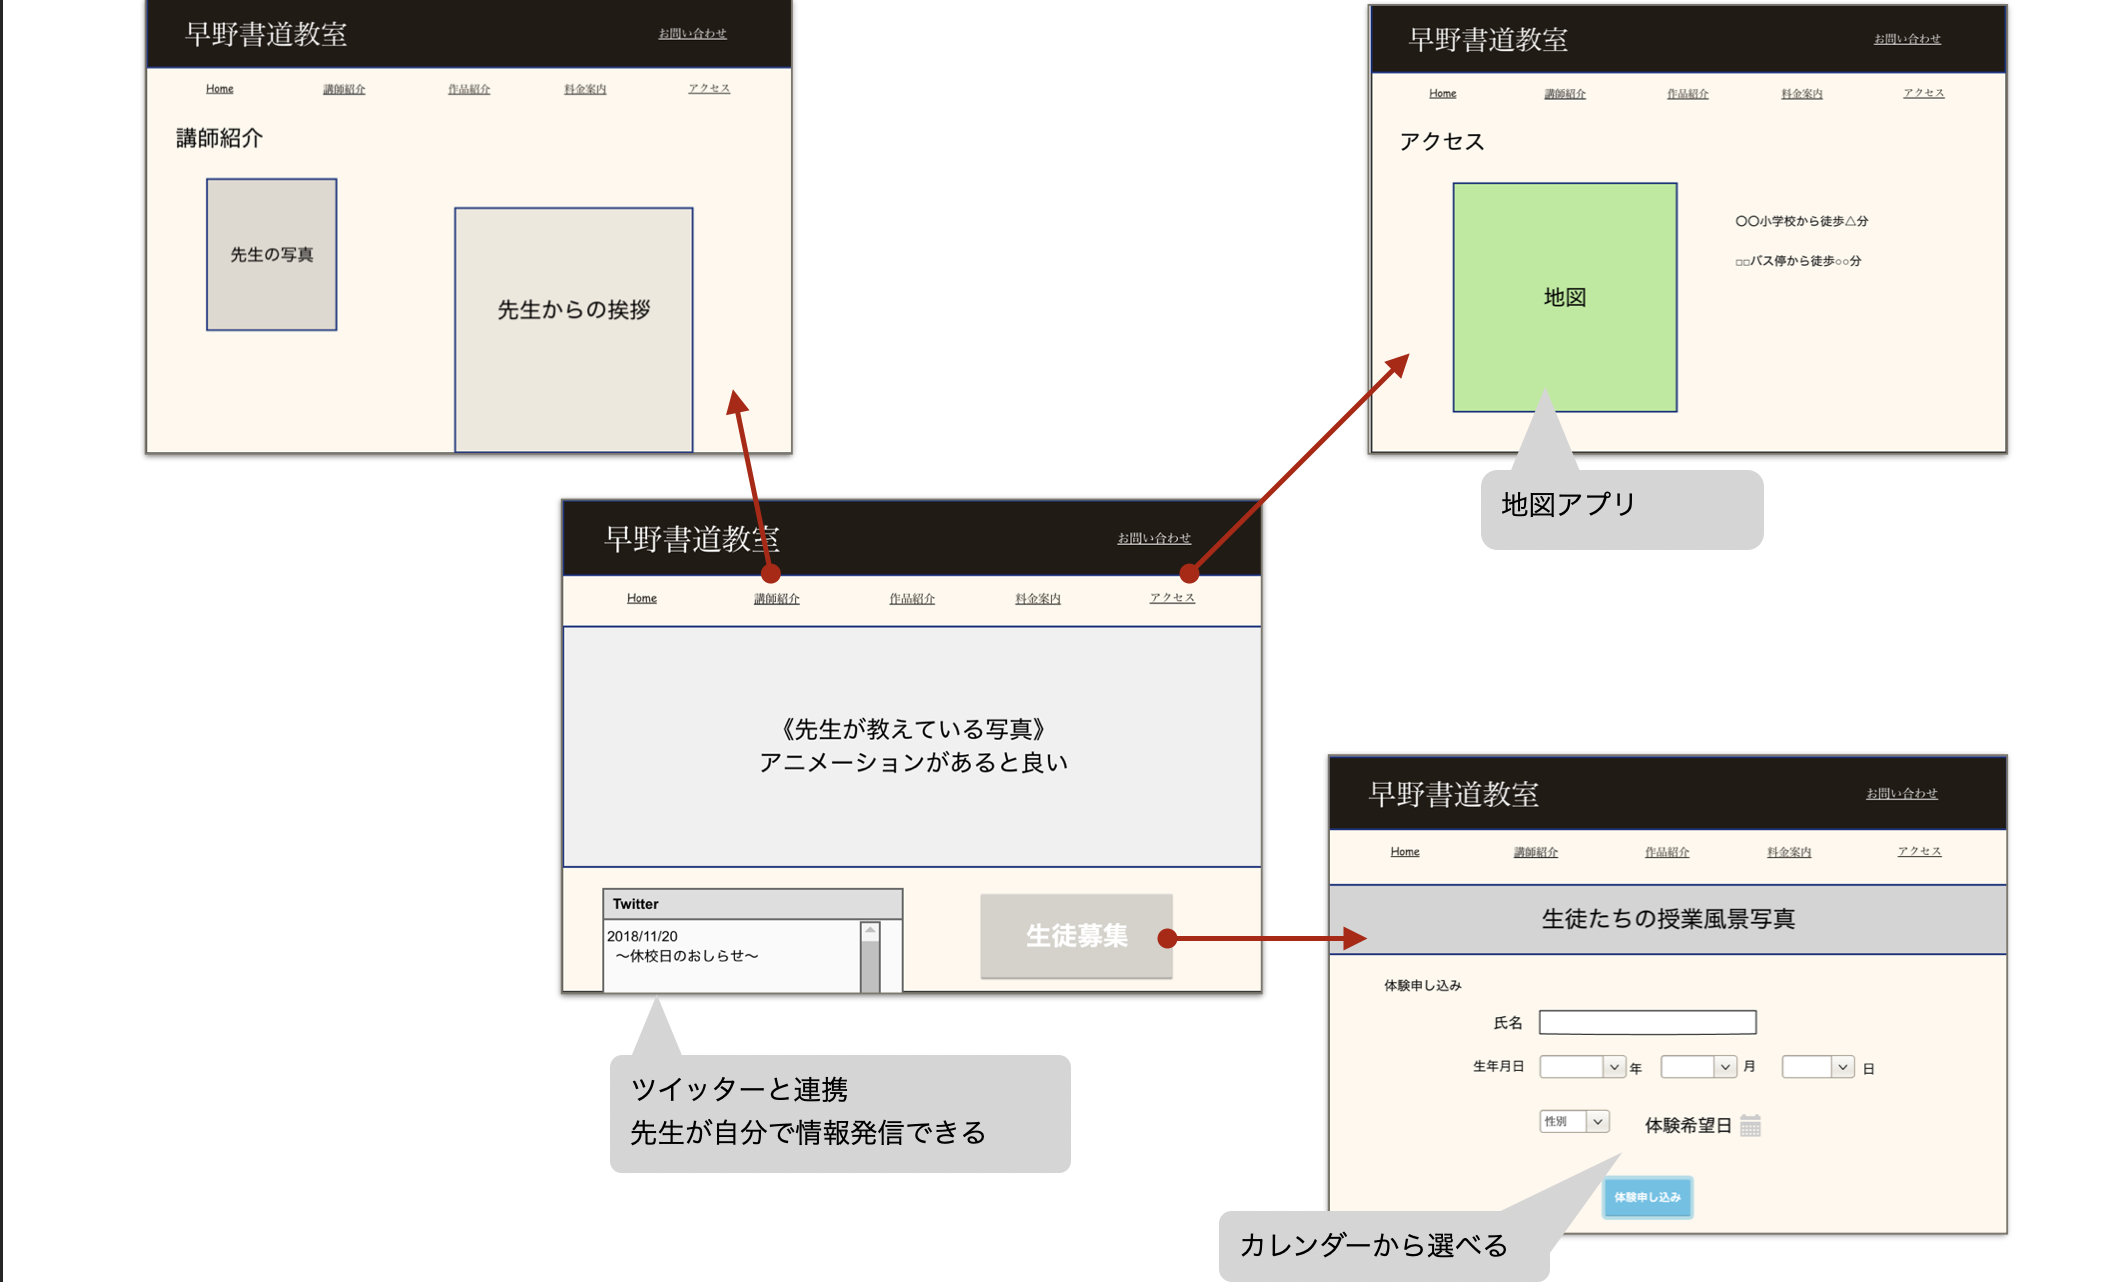 早野書道教室
お問い合わせ
Home
講師紹介
作品紹介
料金案内
アクセス
講師紹介
先生の写真
先生からの挨拶
早野書道教室
お問い合わせ
Home
講師紹介
作品紹介
料金案内
アクセス
アクセス
地図
〇〇小学校から徒歩△分
□□バス停から徒歩○○分
地図アプリ
早野書道教室
お問い合わせ
Home
講師紹介
作品紹介
料金案内
アクセス
《先生が教えている写真》
アニメーションがあると良い
Twitter
2018/11/20
～休校日のおしらせ～
生徒募集
ツイッターと連携
先生が自分で情報発信できる
早野書道教室
お問い合わせ
Home
講師紹介
作品紹介
料金案内
アクセス
生徒たちの授業風景写真
体験申し込み
氏名
生年月日 年 月 日
性別 体験希望日
体験申し込み
カレンダーから選べる